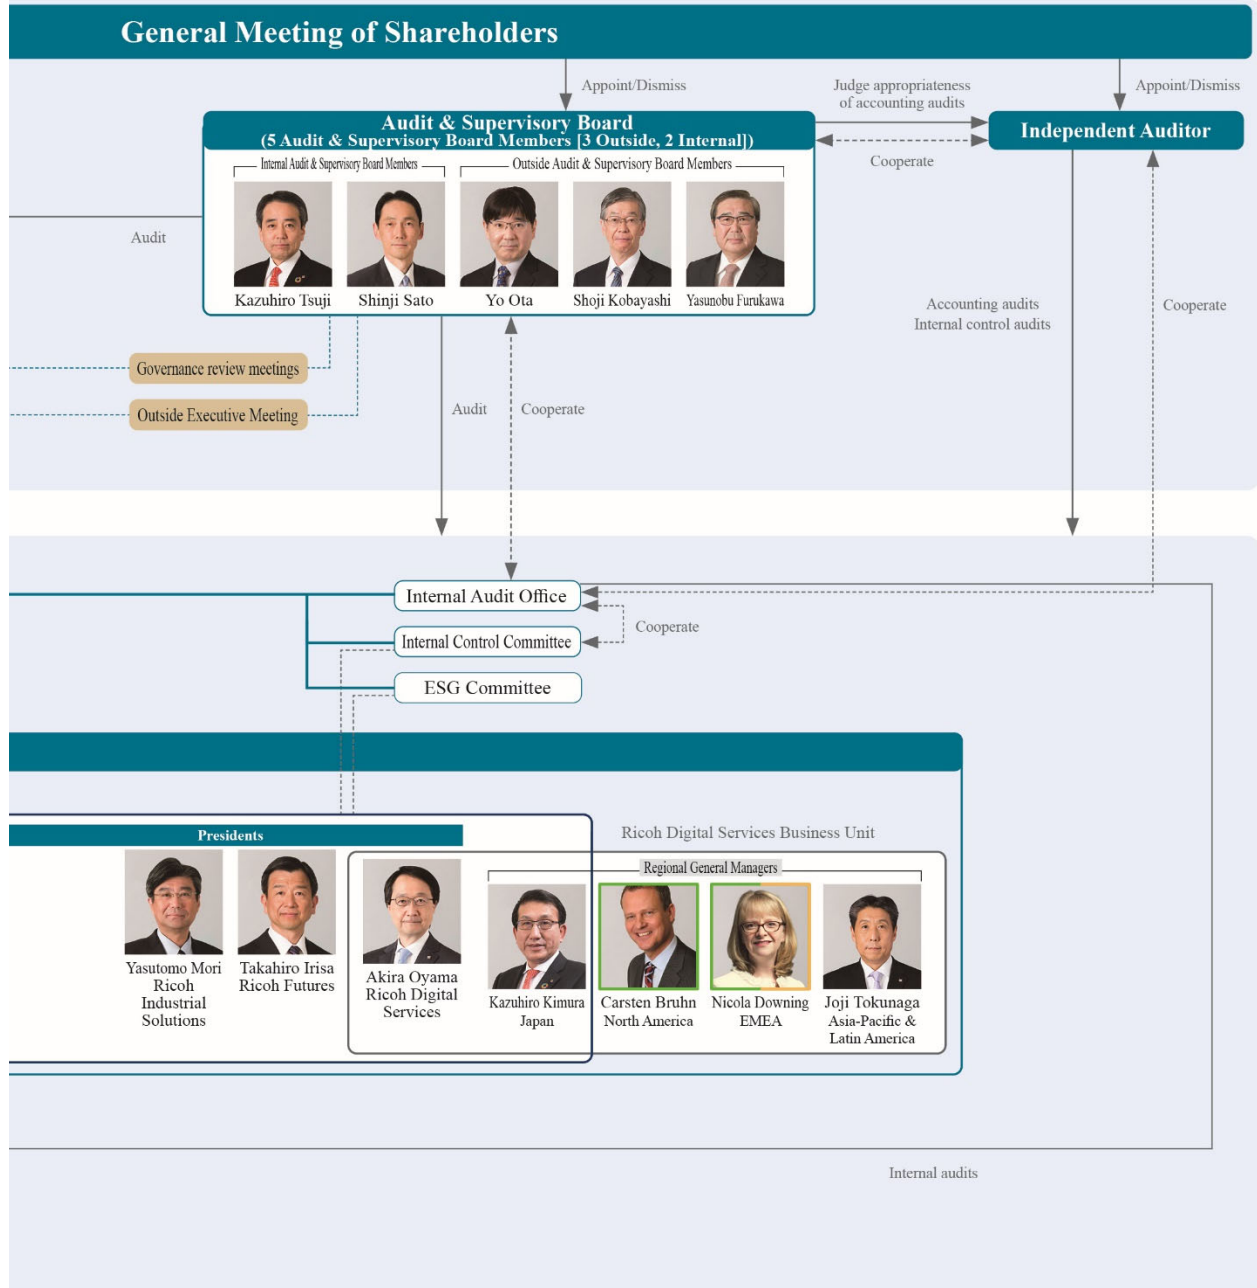 General Meeting of Shareholders
Appoint/Dismiss
Judge appropriateness
of accounting audits
Appoint/Dismiss
Audit & Supervisory Board
(5 Audit & Supervisory Board Members [3 Outside, 2 Internal])
Independent Auditor
Cooperate
Internal Audit & Supervisory Board Members
Outside Audit & Supervisory Board Members
Audit
Kazuhiro Tsuji
Shinji Sato
Yo Ota
Shoji Kobayashi
Yasunobu Furukawa
Accounting audits
Internal control audits
Cooperate
Governance review meetings
Outside Executive Meeting
Audit
Cooperate
Internal Audit Office
Cooperate
Internal Control Committee
ESG Committee
Presidents
Ricoh Digital Services Business Unit
Regional General Managers
Yasutomo Mori
Ricoh
Industrial
Solutions
Takahiro Irisa
Ricoh Futures
Akira Oyama
Ricoh Digital
Services
Kazuhiro Kimura
Japan
Carsten Bruhn
North America
Nicola Downing
EMEA
Joji Tokunaga
Asia-Pacific &
Latin America
Internal audits